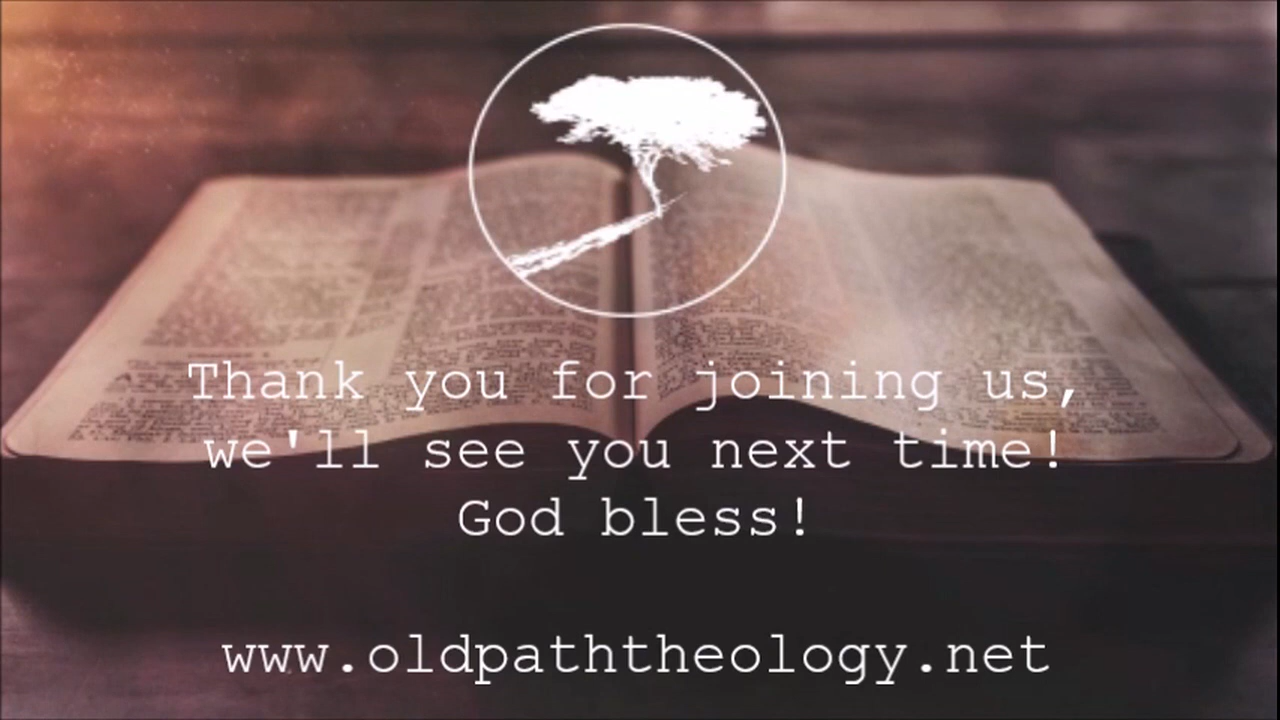 Thank you for joining us,
we'll see you next time!
God bless!
www.oldpaththeology.net